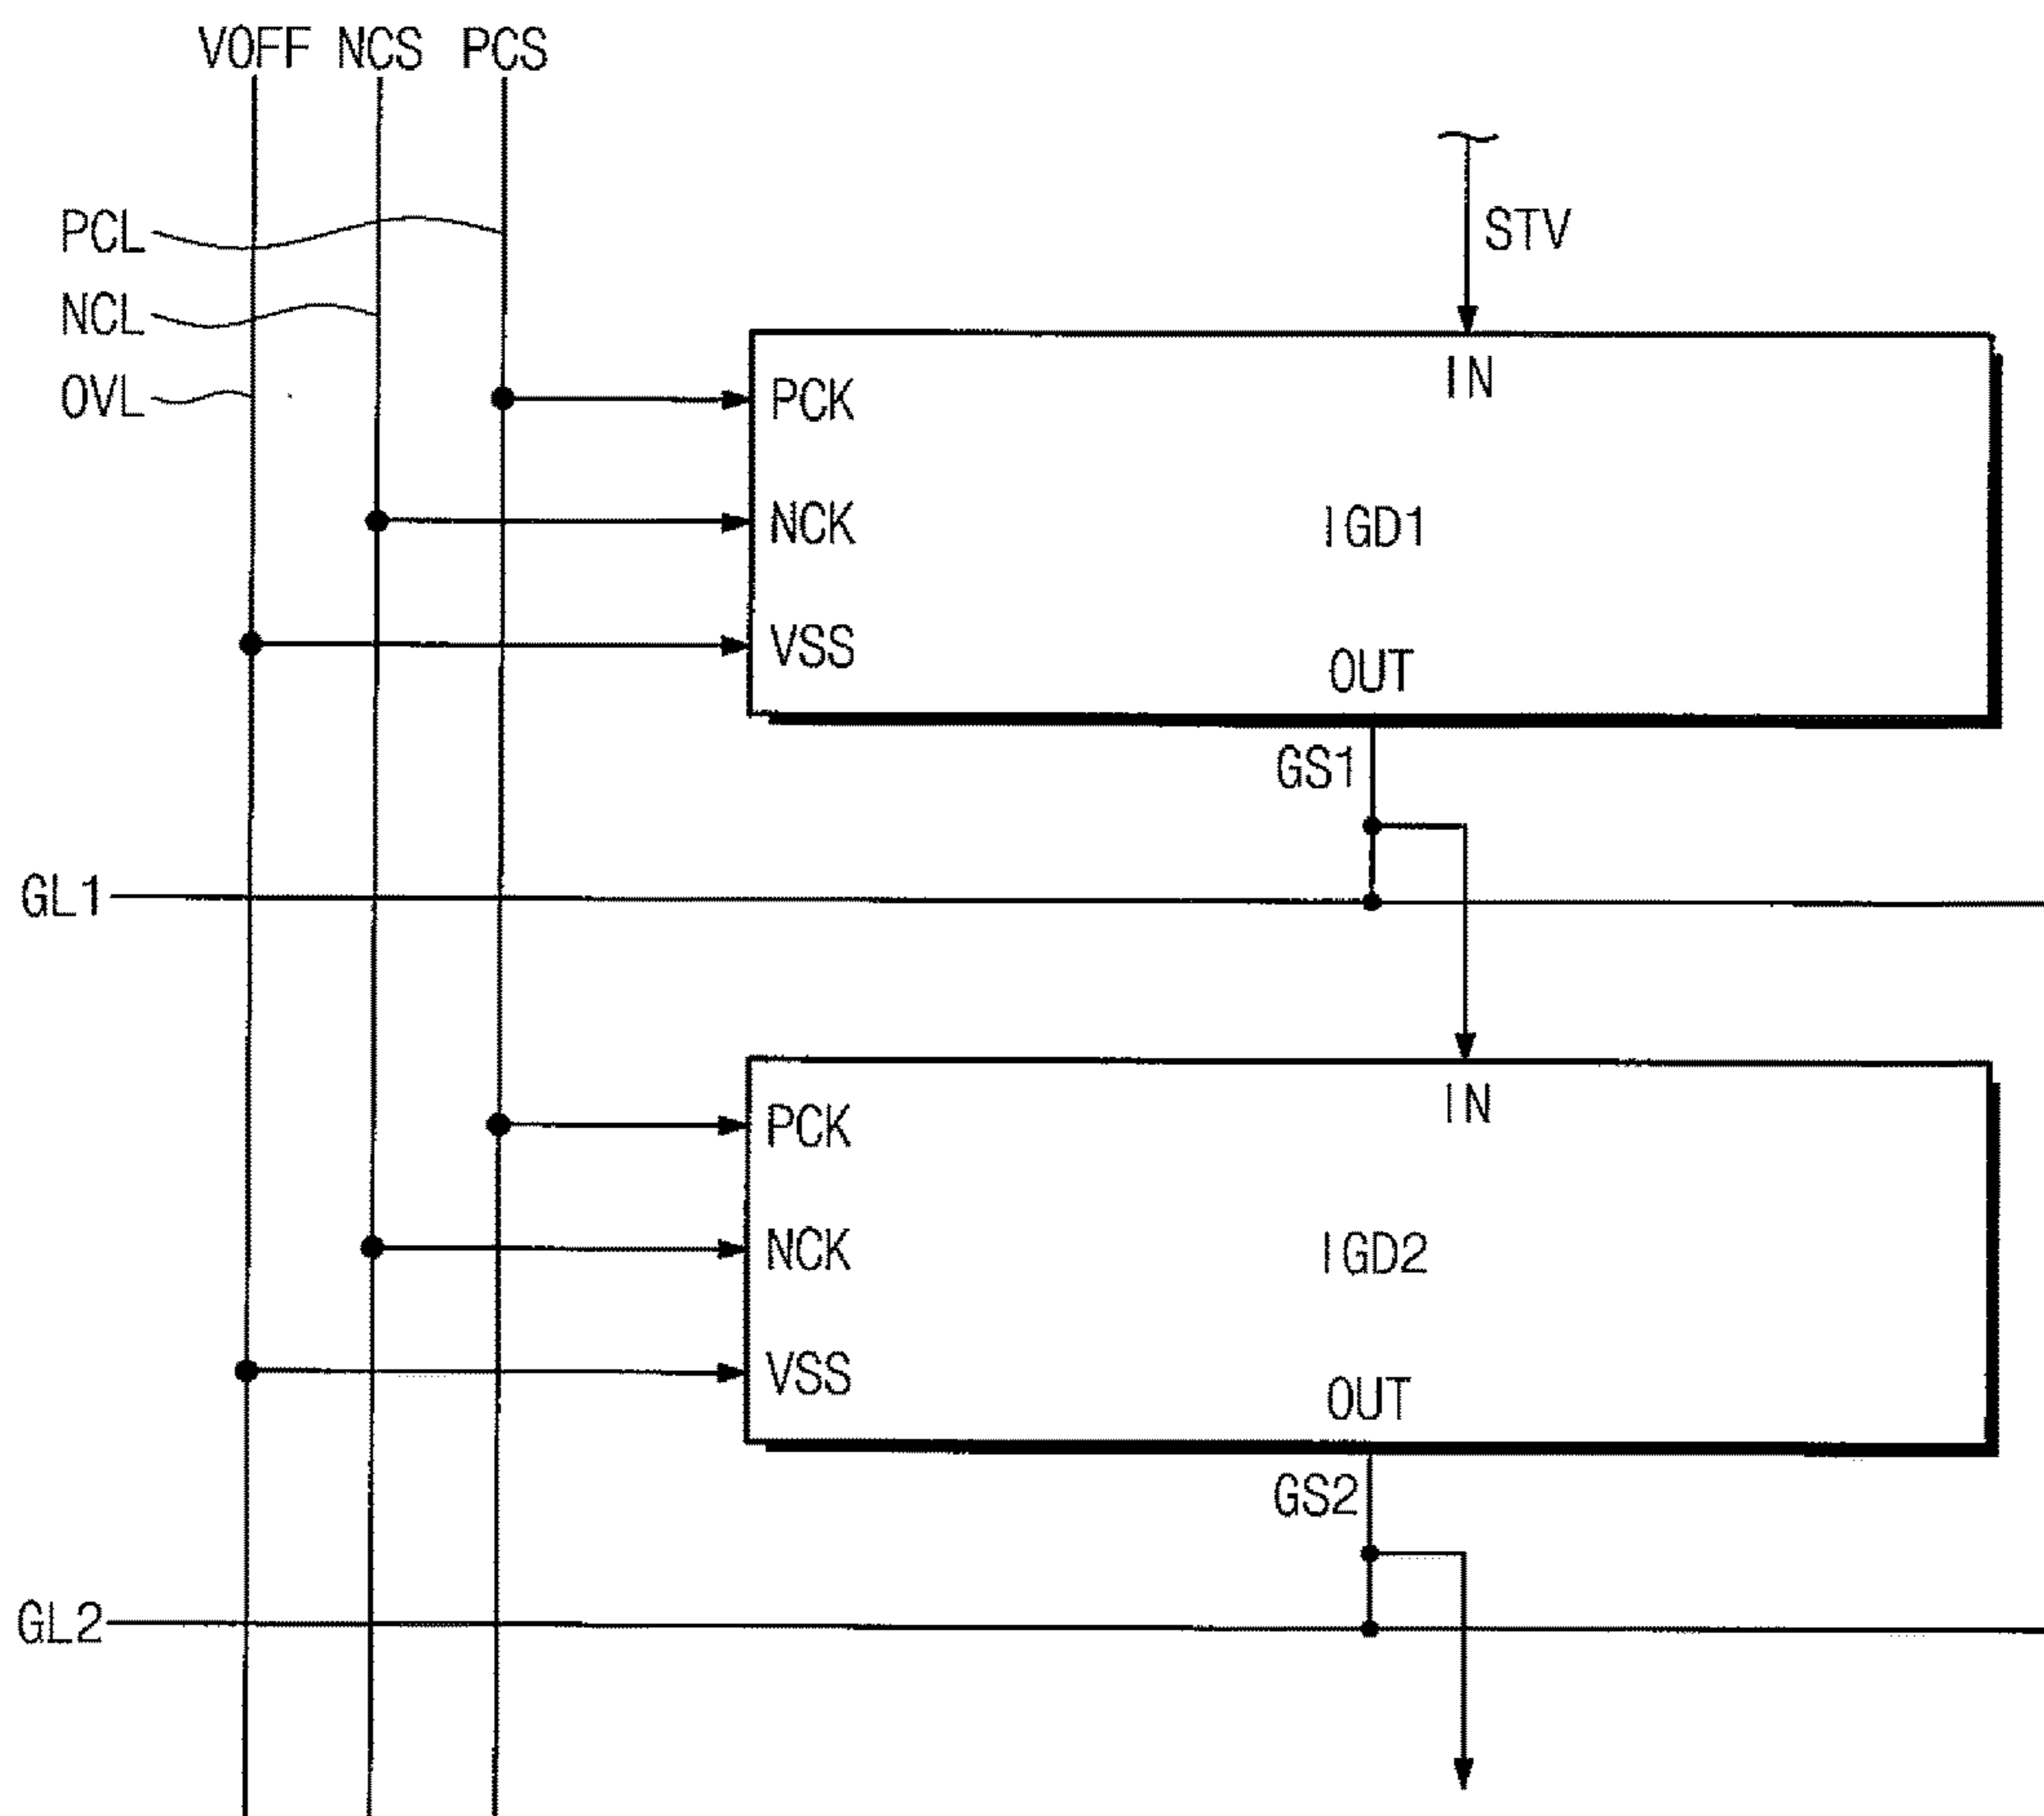 VOFF NCS PCS
PCL
STV
NCL
OVL
IN
PCK
NCK
IGD1
VSS
OUT
GS1
GL1
IN
PCK
NCK
IGD2
VSS
OUT
GS2
GL2